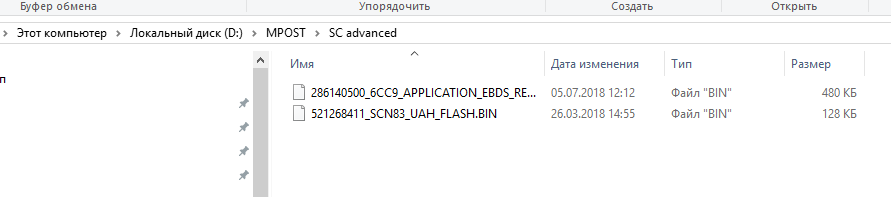 Буфер обмена Упорядочить Создать Открыть
Этот компьютер Локальный диск (D:) MPOST SC advanced
Имя Дата изменения Тип Размер
п
286140500_6CC9_APPLICATION_EBDS_RE... 05.07.2018 12:12 Файл "BIN" 480 КБ
521268411_SCN83_UAH_FLASH.BIN 26.03.2018 14:55 Файл "BIN" 128 КБ